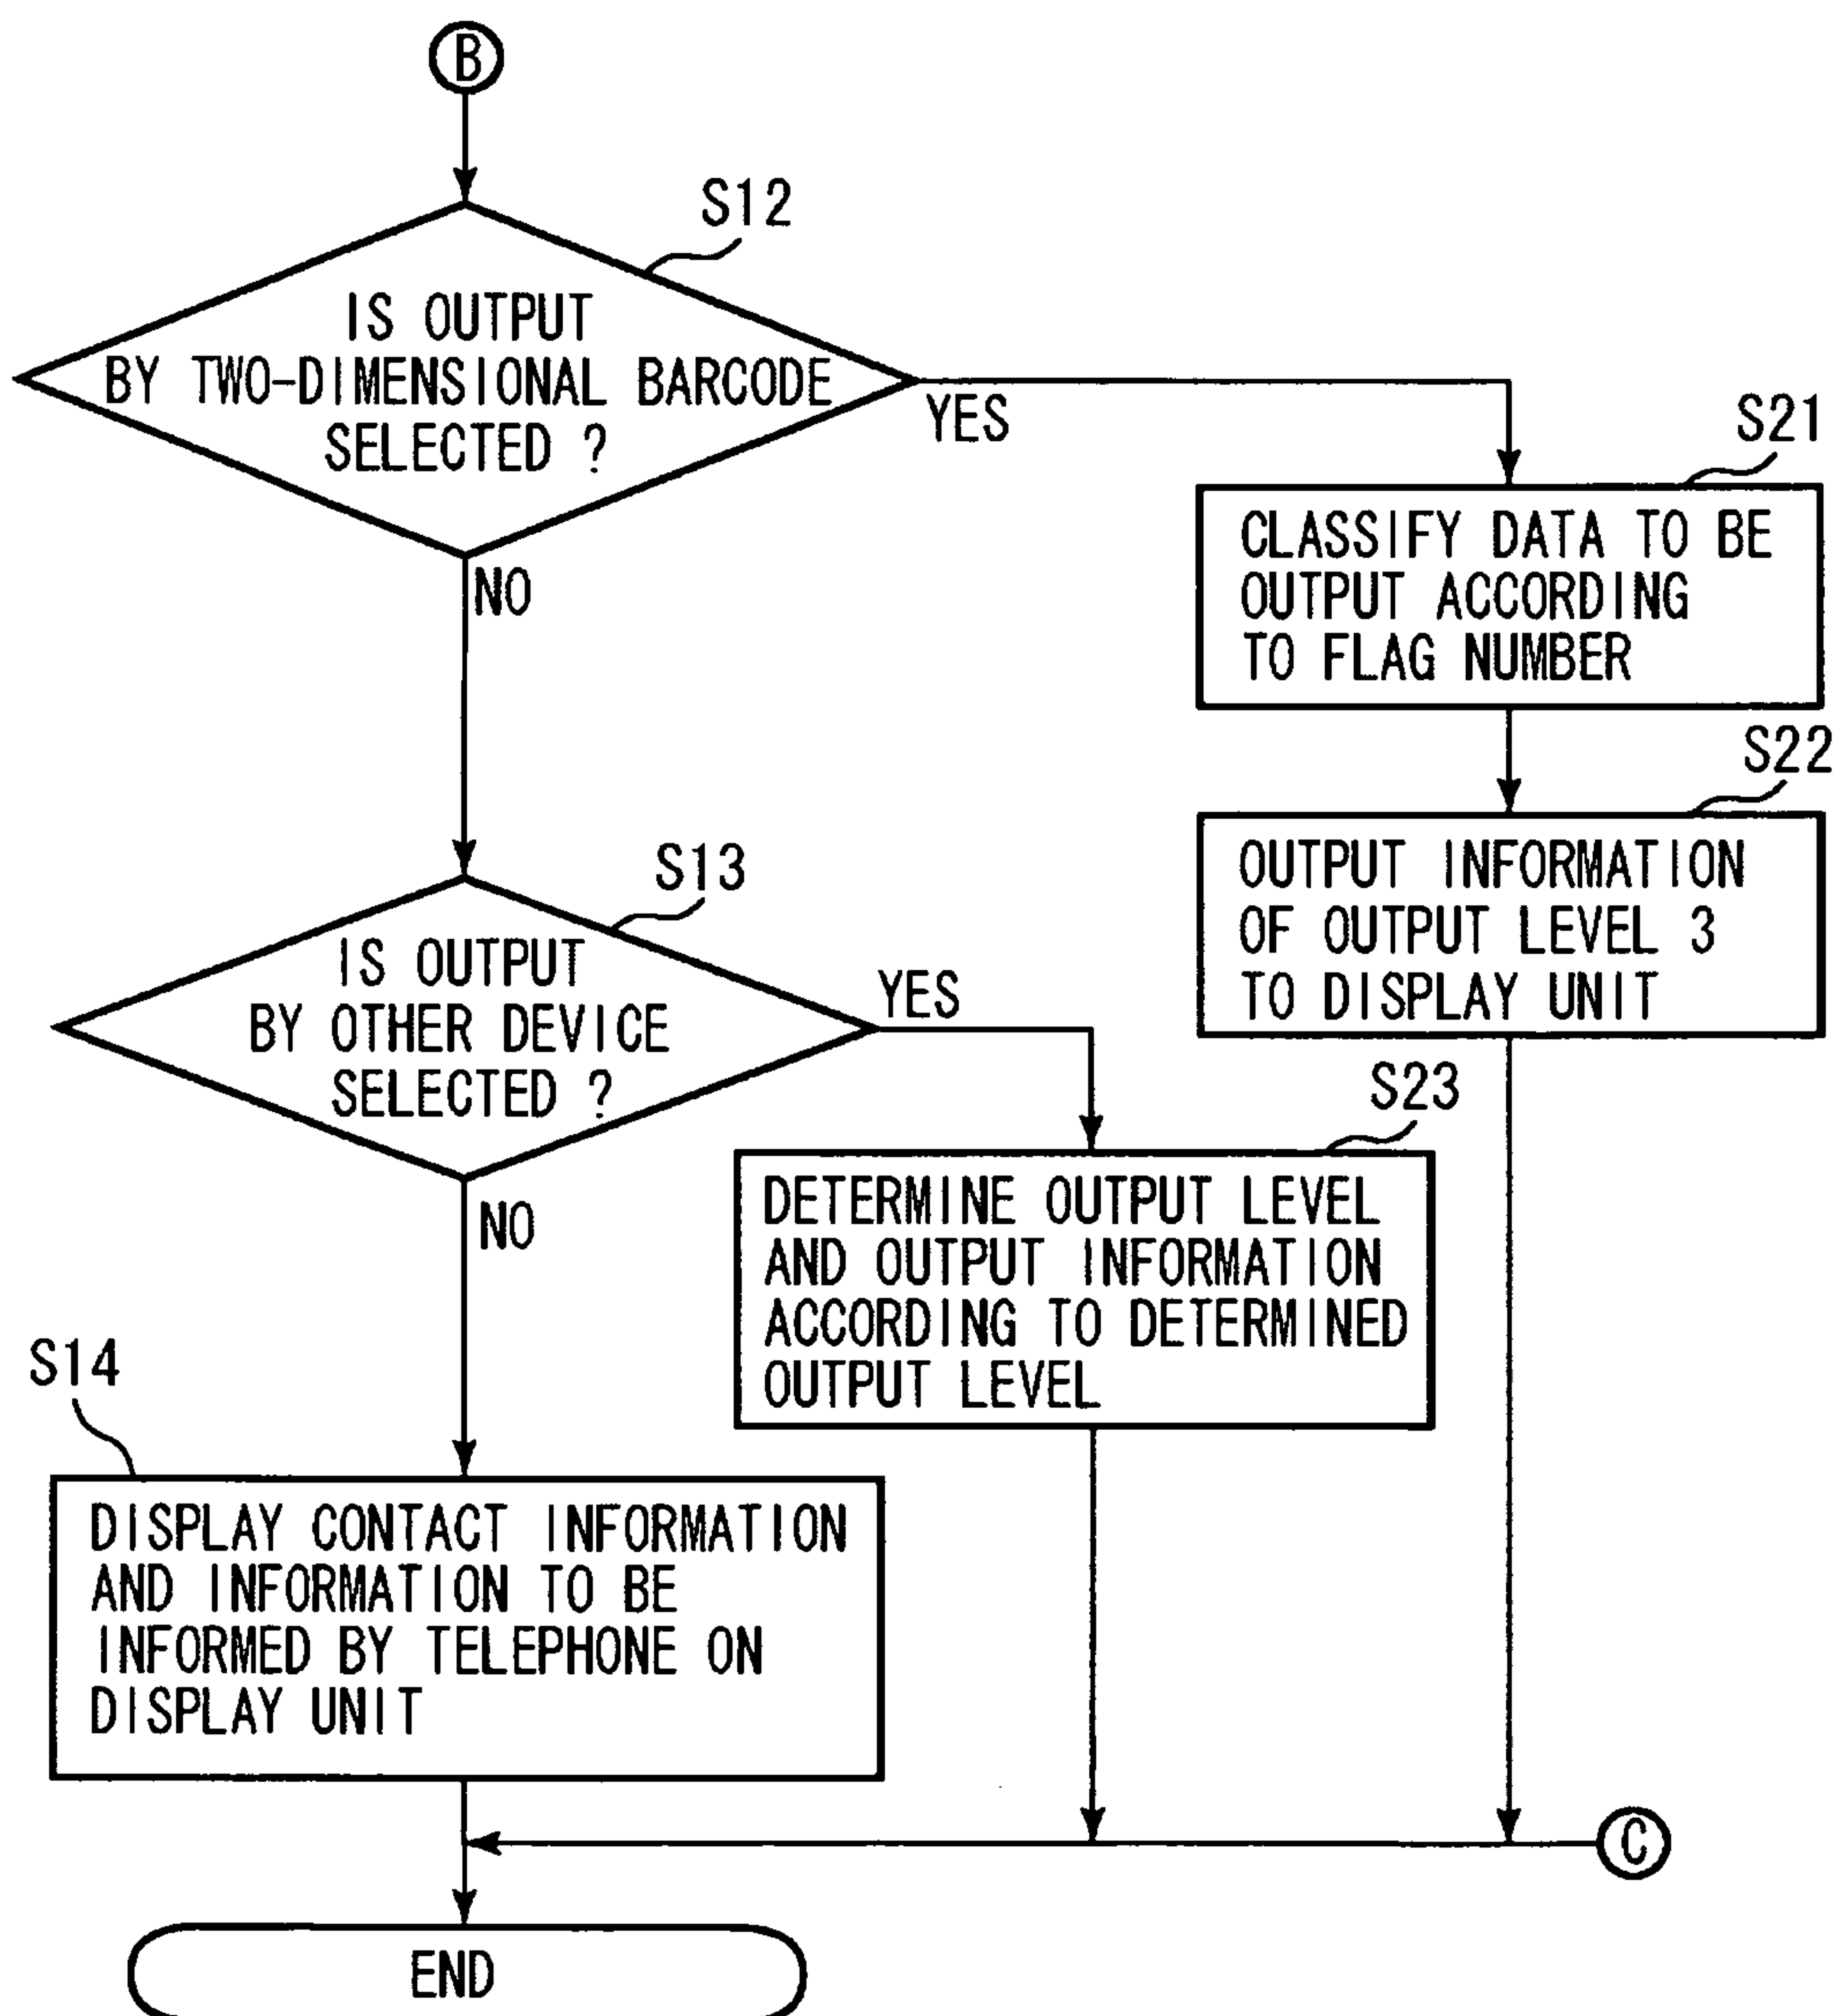 B
S12
IS OUTPUT
BY TWO-DIMENSIONAL BARCODE
SELECTED ?
YES
NO
S21
CLASSIFY DATA TO BE
OUTPUT ACCORDING
TO FLAG NUMBER
S22
OUTPUT INFORMATION
OF OUTPUT LEVEL 3
TO DISPLAY UNIT
S13
IS OUTPUT
BY OTHER DEVICE
SELECTED ?
YES
NO
S23
DETERMINE OUTPUT LEVEL
AND OUTPUT INFORMATION
ACCORDING TO DETERMINED
OUTPUT LEVEL
S14
DISPLAY CONTACT INFORMATION
AND INFORMATION TO BE
INFORMED BY TELEPHONE ON
DISPLAY UNIT
C
END